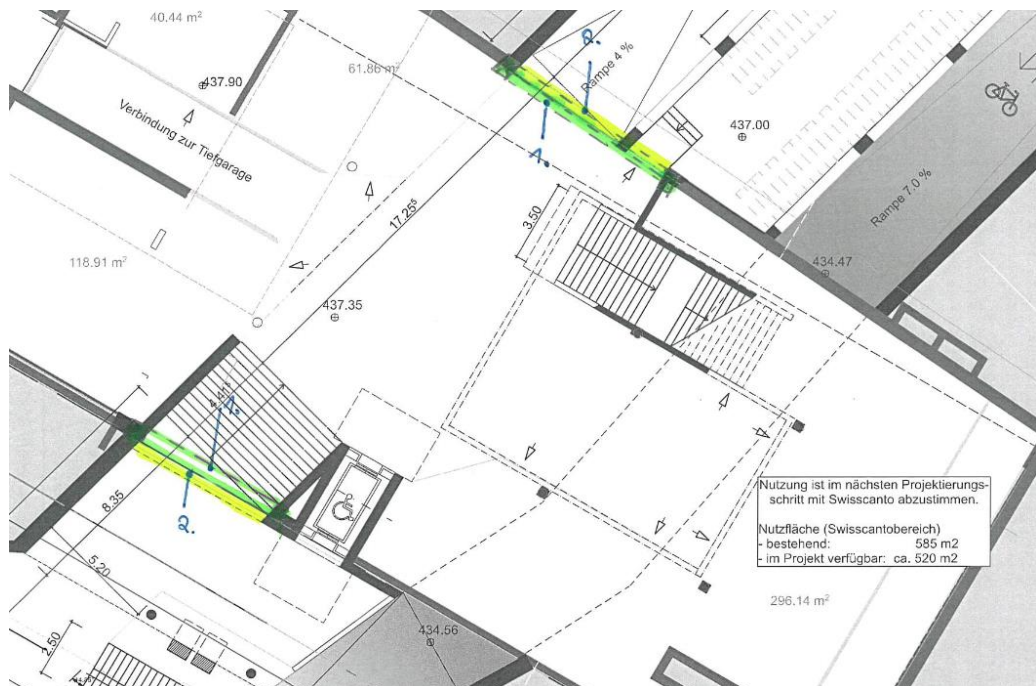 40.44 m²
437.90
61.86 m²
2.
Rampe 4 %
437.00
Verbindung zur Tiefgarage
1.
17.25⁵
3.50
Rampe 7.0 %
118.91 m²
434.47
437.35
1.
8.35
2.
5.20
Nutzung ist im nächsten Projektierungs-
schritt mit Swisscanto abzustimmen.
Nutzfläche (Swisscantobereich)
- bestehend: 585 m2
- im Projekt verfügbar: ca. 520 m2
296.14 m²
434.56
2.50